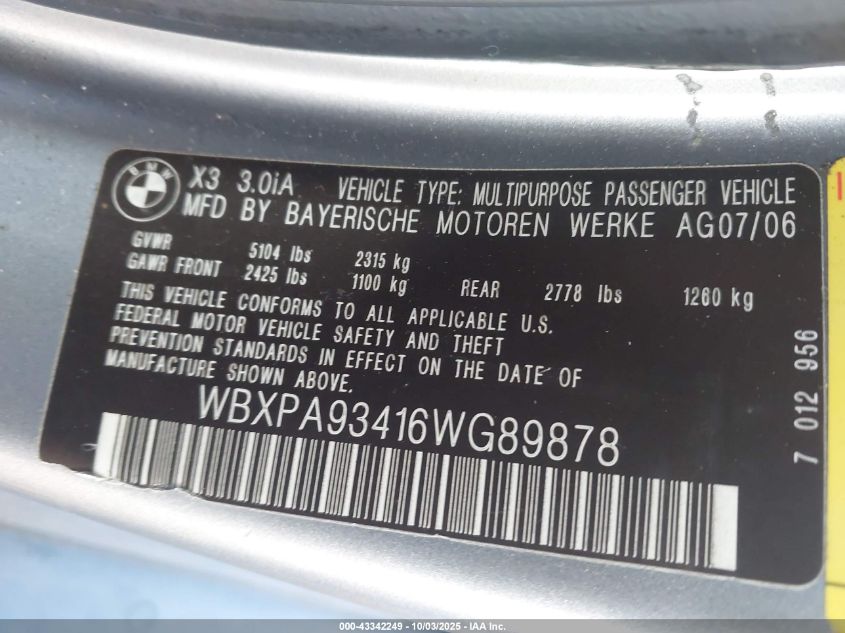 BMW
X3 3.0iA VEHICLE TYPE: MULTIPURPOSE PASSENGER VEHICLE
MFD BY BAYERISCHE MOTOREN WERKE AG07/06
GVWR 5104 lbs 2315 kg
GAWR FRONT 2425 lbs 1100 kg REAR 2778 lbs 1260 kg
THIS VEHICLE CONFORMS TO ALL APPLICABLE U.S.
FEDERAL MOTOR VEHICLE SAFETY AND THEFT
PREVENTION STANDARDS IN EFFECT ON THE DATE OF
MANUFACTURE SHOWN ABOVE.
WBXPA93416WG89878
7 012 956
000-43342249 - 10/03/2025 - IAA Inc.